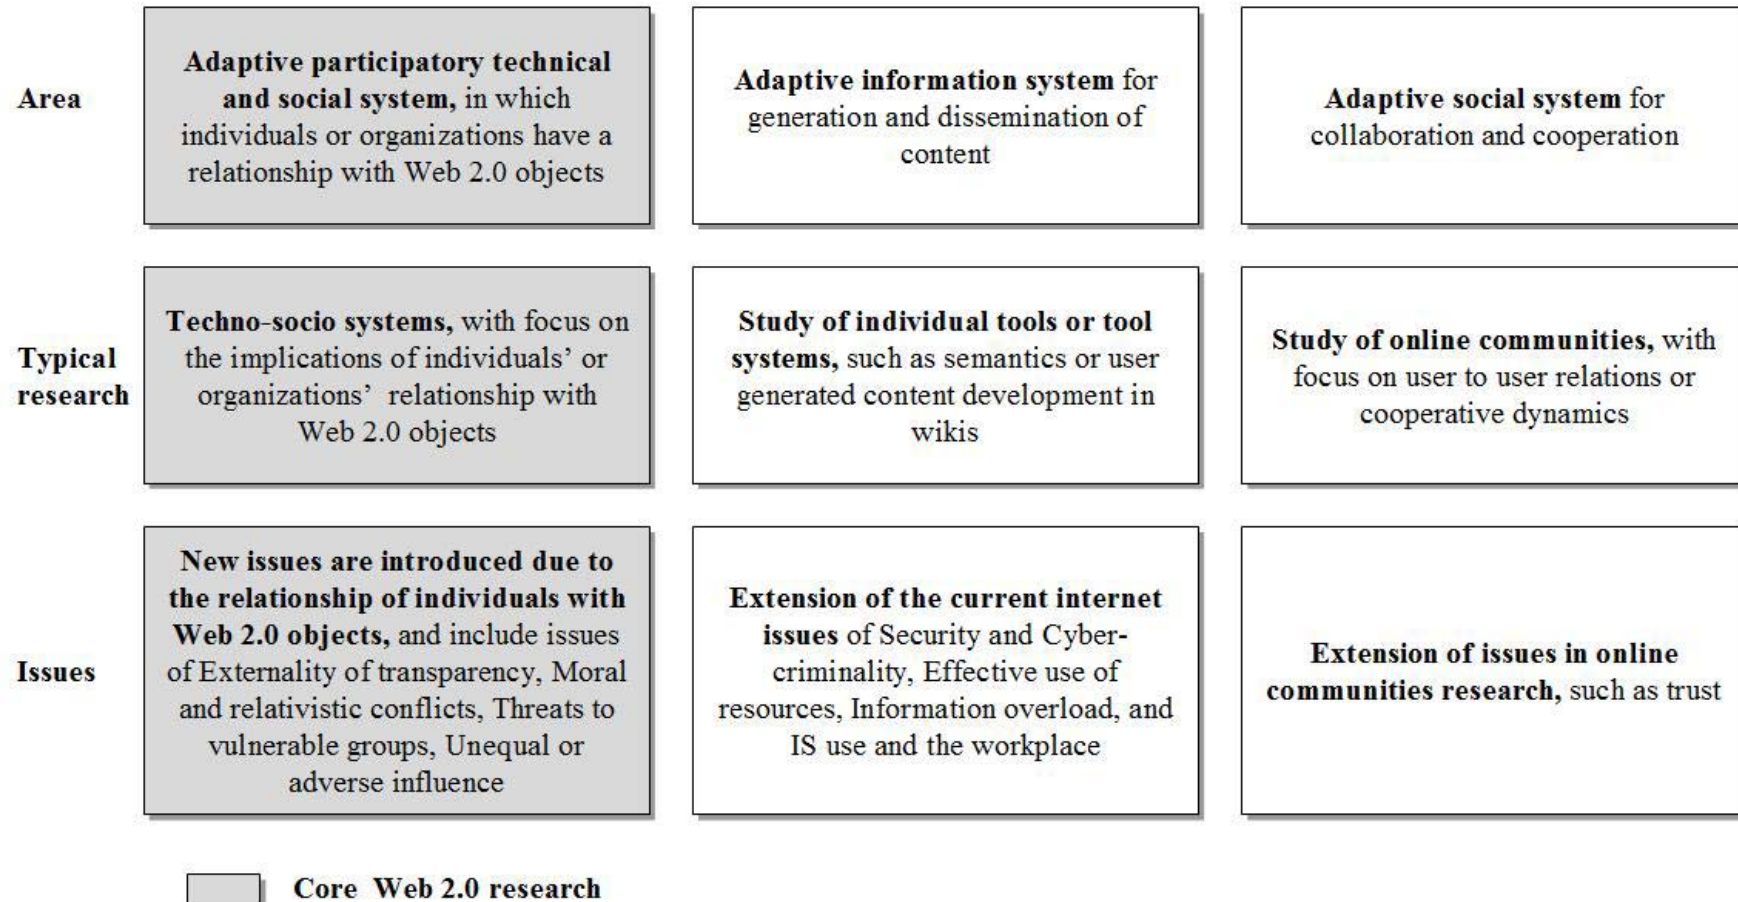 Area
Adaptive participatory technical
and social system, in which
individuals or organizations have a
relationship with Web 2.0 objects
Adaptive information system for
generation and dissemination of
content
Adaptive social system for
collaboration and cooperation
Typical
research
Techno-socio systems, with focus on
the implications of individuals’ or
organizations’ relationship with
Web 2.0 objects
Study of individual tools or tool
systems, such as semantics or user
generated content development in
wikis
Study of online communities, with
focus on user to user relations or
cooperative dynamics
Issues
New issues are introduced due to
the relationship of individuals with
Web 2.0 objects, and include issues
of Externality of transparency, Moral
and relativistic conflicts, Threats to
vulnerable groups, Unequal or
adverse influence
Extension of the current internet
issues of Security and Cyber-
criminality, Effective use of
resources, Information overload, and
IS use and the workplace
Extension of issues in online
communities research, such as trust
Core Web 2.0 research